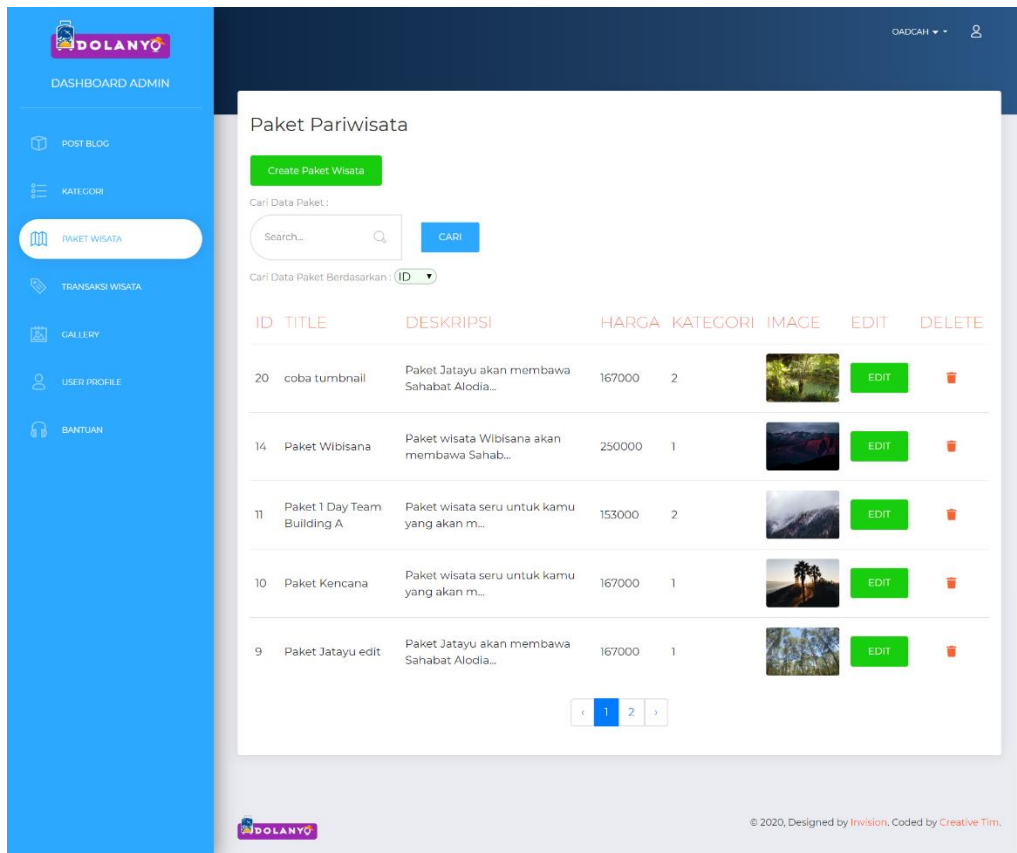 DOLANYO
DASHBOARD ADMIN
POST BLOG
KATEGORI
PAKET WISATA
TRANSAKSI WISATA
GALLERY
USER PROFILE
BANTUAN
OADCAH
Paket Pariwisata
Create Paket Wisata
Cari Data Paket :
Search...
CARI
Cari Data Paket Berdasarkan : ID
ID TITLE DESKRIPSI HARGA KATEGORI IMAGE EDIT DELETE
20 coba tumbnail Paket Jatayu akan membawa Sahabat Alodia... 167000 2 EDIT
14 Paket Wibisana Paket wisata Wibisana akan membawa Sahab... 250000 1 EDIT
11 Paket 1 Day Team Building A Paket wisata seru untuk kamu yang akan m... 153000 2 EDIT
10 Paket Kencana Paket wisata seru untuk kamu yang akan m... 167000 1 EDIT
9 Paket Jatayu edit Paket Jatayu akan membawa Sahabat Alodia... 167000 1 EDIT
‹ 1 2 ›
DOLANYO
© 2020, Designed by Invision. Coded by Creative Tim.